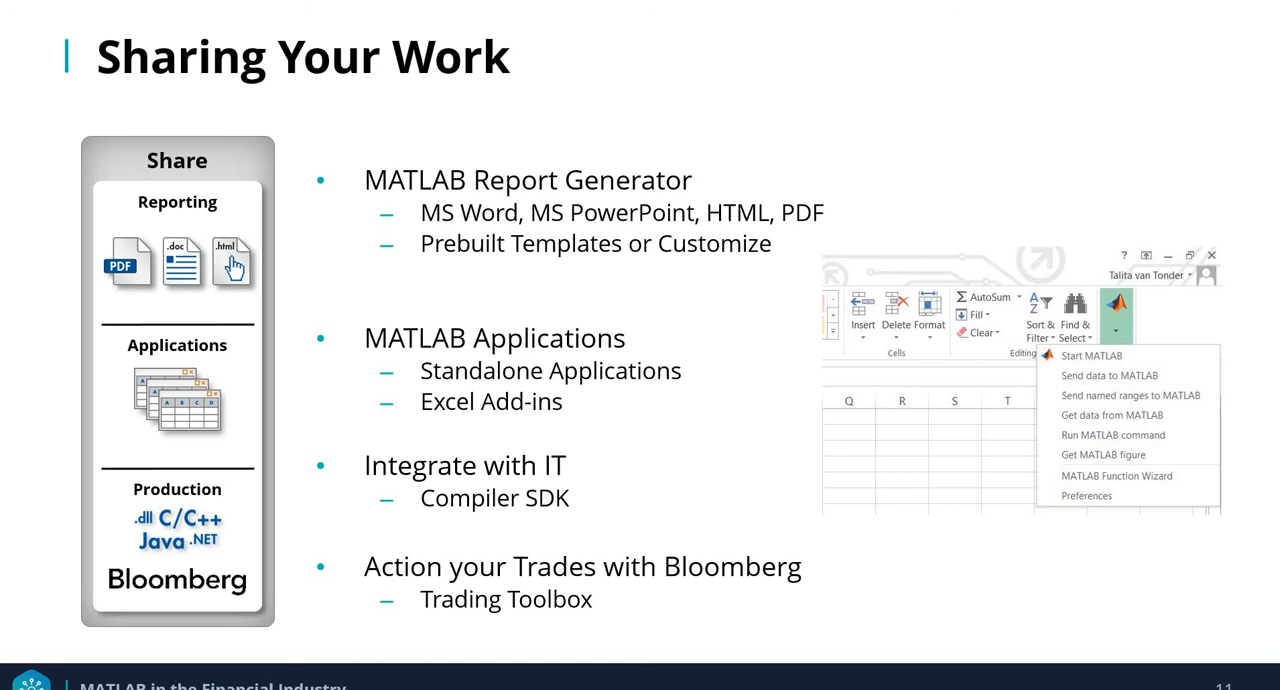 Sharing Your Work
Share
Reporting
PDF
.doc
.html
Applications
A B C D
Production
.dll C/C++
Java .NET
Bloomberg
• MATLAB Report Generator
– MS Word, MS PowerPoint, HTML, PDF
– Prebuilt Templates or Customize
• MATLAB Applications
– Standalone Applications
– Excel Add-ins
• Integrate with IT
– Compiler SDK
• Action your Trades with Bloomberg
– Trading Toolbox
?
Talita van Tonder
Insert Delete Format
Cells
AutoSum
Fill
Clear
A
Z
Sort & Filter
Find & Select
Editing
Q R S T
Start MATLAB
Send data to MATLAB
Send named ranges to MATLAB
Get data from MATLAB
Run MATLAB command
Get MATLAB figure
MATLAB Function Wizard
Preferences
MATLAB in the Financial Industry
11